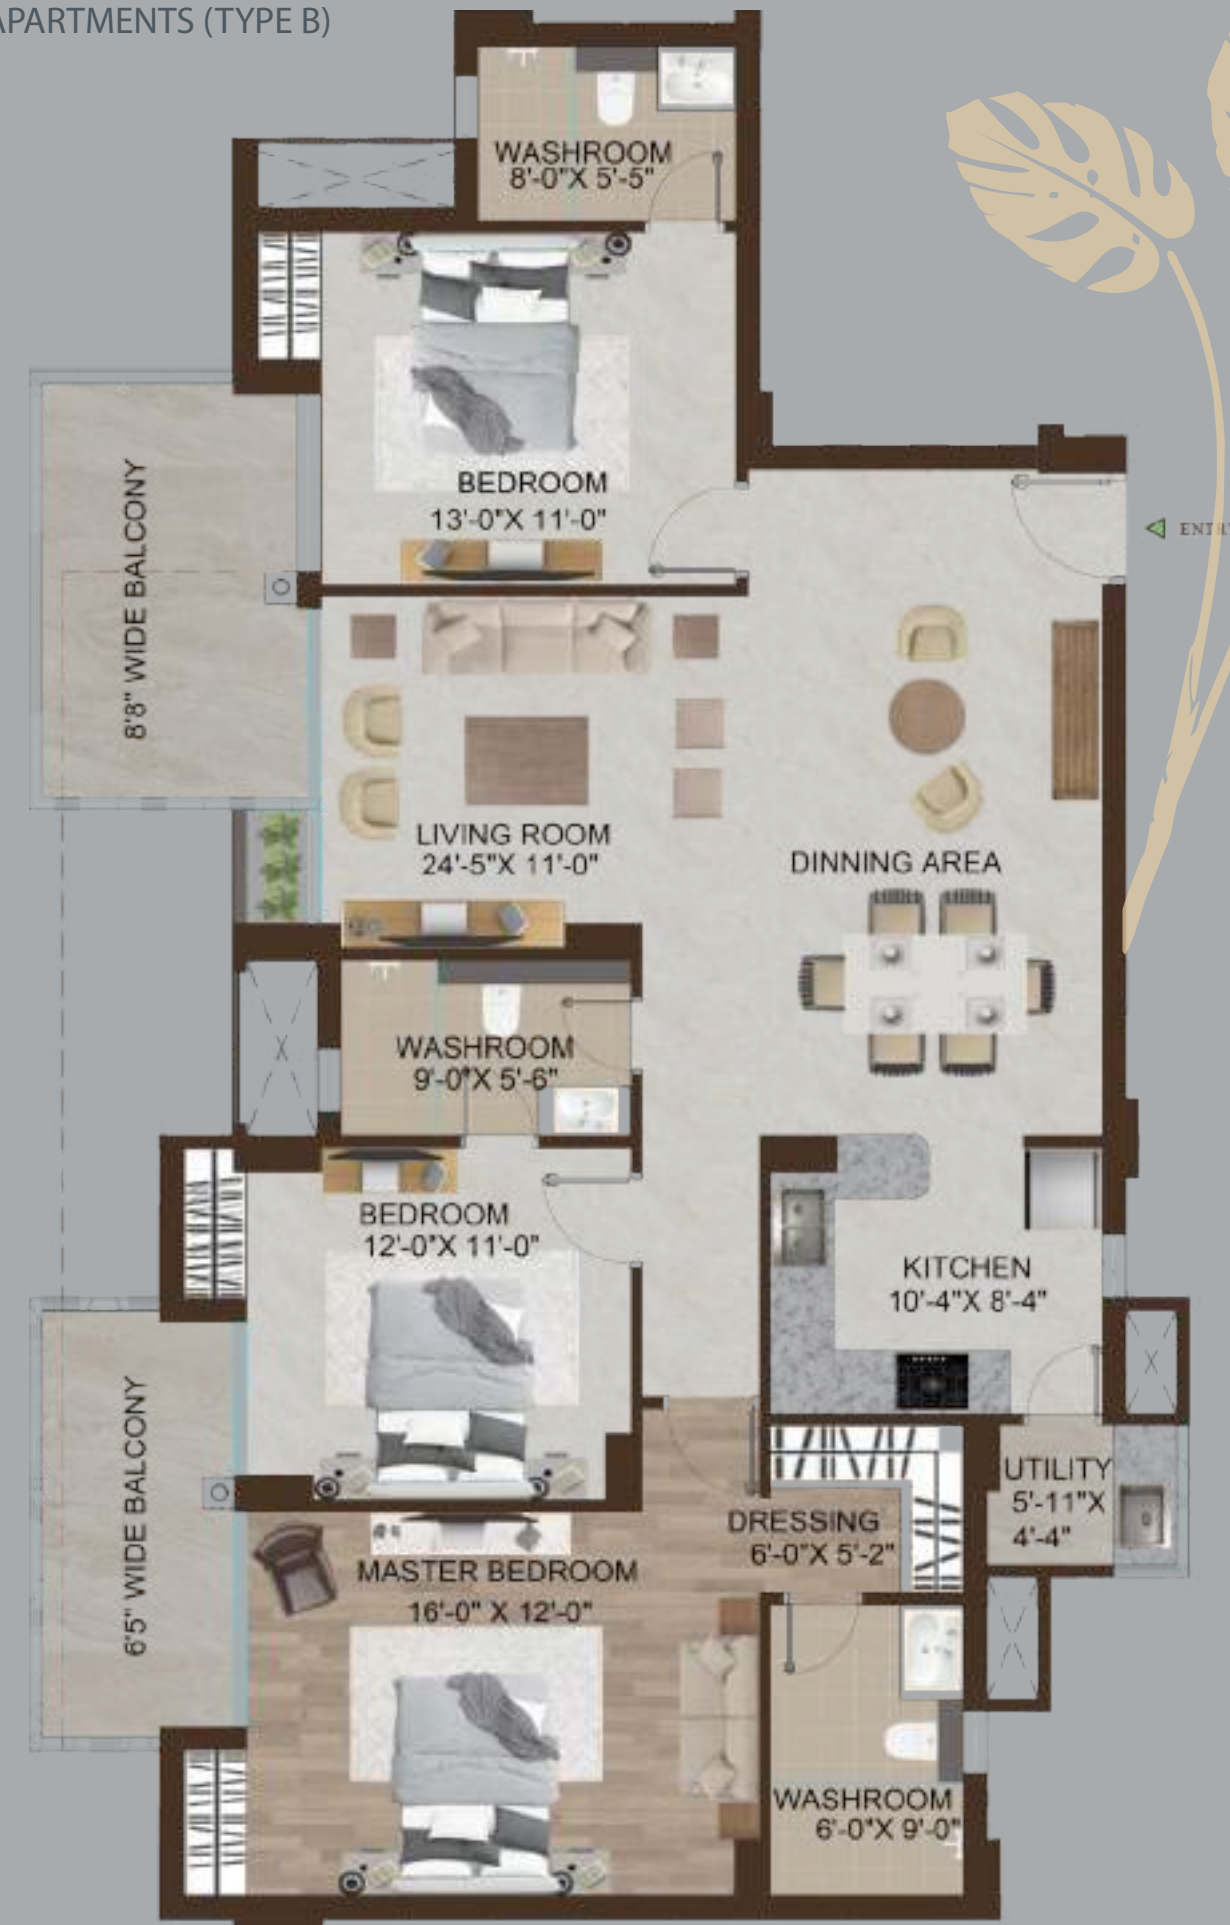 APARTMENTS (TYPE B)
WASHROOM
8'-0"X 5'-5"
BEDROOM
13'-0"X 11'-0"
8'8" WIDE BALCONY
LIVING ROOM
24'-5"X 11'-0"
DINNING AREA
WASHROOM
9'-0"X 5'-6"
BEDROOM
12'-0"X 11'-0"
KITCHEN
10'-4"X 8'-4"
6'5" WIDE BALCONY
UTILITY
5'-11"X
4'-4"
DRESSING
6'-0"X 5'-2"
MASTER BEDROOM
16'-0" X 12'-0"
WASHROOM
6'-0"X 9'-0"